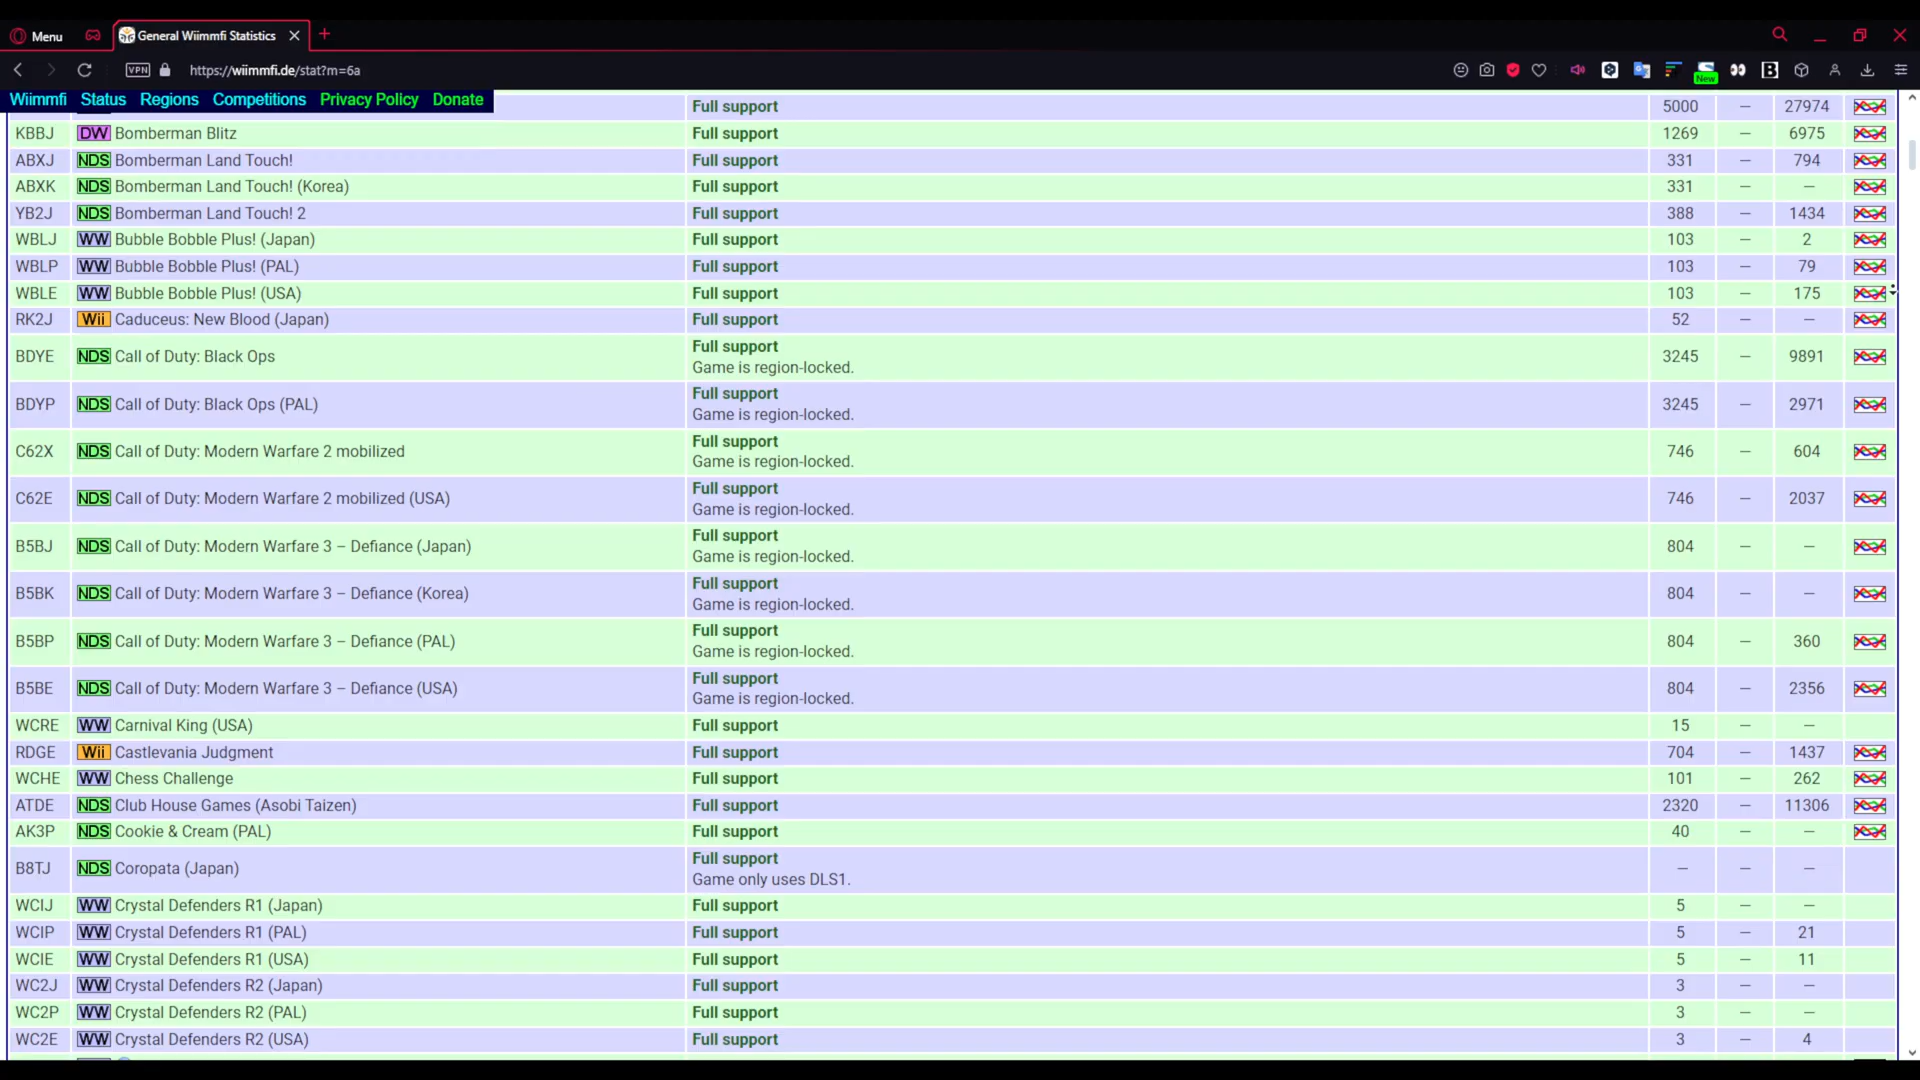 Menu
General Wiimmfi Statistics
VPN https://wiimmfi.de/stat?m=6a
New
Wiimmfi Status Regions Competitions Privacy Policy Donate
Full support 5000 — 27974
KBBJ DW Bomberman Blitz Full support 1269 — 6975
ABXJ NDS Bomberman Land Touch! Full support 331 — 794
ABXK NDS Bomberman Land Touch! (Korea) Full support 331 — —
YB2J NDS Bomberman Land Touch! 2 Full support 388 — 1434
WBLJ WW Bubble Bobble Plus! (Japan) Full support 103 — 2
WBLP WW Bubble Bobble Plus! (PAL) Full support 103 — 79
WBLE WW Bubble Bobble Plus! (USA) Full support 103 — 175
RK2J Wii Caduceus: New Blood (Japan) Full support 52 — —
BDYE NDS Call of Duty: Black Ops Full support 3245 — 9891
Game is region-locked.
BDYP NDS Call of Duty: Black Ops (PAL) Full support 3245 — 2971
Game is region-locked.
C62X NDS Call of Duty: Modern Warfare 2 mobilized Full support 746 — 604
Game is region-locked.
C62E NDS Call of Duty: Modern Warfare 2 mobilized (USA) Full support 746 — 2037
Game is region-locked.
B5BJ NDS Call of Duty: Modern Warfare 3 – Defiance (Japan) Full support 804 — —
Game is region-locked.
B5BK NDS Call of Duty: Modern Warfare 3 – Defiance (Korea) Full support 804 — —
Game is region-locked.
B5BP NDS Call of Duty: Modern Warfare 3 – Defiance (PAL) Full support 804 — 360
Game is region-locked.
B5BE NDS Call of Duty: Modern Warfare 3 – Defiance (USA) Full support 804 — 2356
Game is region-locked.
WCRE WW Carnival King (USA) Full support 15 — —
RDGE Wii Castlevania Judgment Full support 704 — 1437
WCHE WW Chess Challenge Full support 101 — 262
ATDE NDS Club House Games (Asobi Taizen) Full support 2320 — 11306
AK3P NDS Cookie & Cream (PAL) Full support 40 — —
B8TJ NDS Coropata (Japan) Full support — — —
Game only uses DLS1.
WCIJ WW Crystal Defenders R1 (Japan) Full support 5 — —
WCIP WW Crystal Defenders R1 (PAL) Full support 5 — 21
WCIE WW Crystal Defenders R1 (USA) Full support 5 — 11
WC2J WW Crystal Defenders R2 (Japan) Full support 3 — —
WC2P WW Crystal Defenders R2 (PAL) Full support 3 — —
WC2E WW Crystal Defenders R2 (USA) Full support 3 — 4